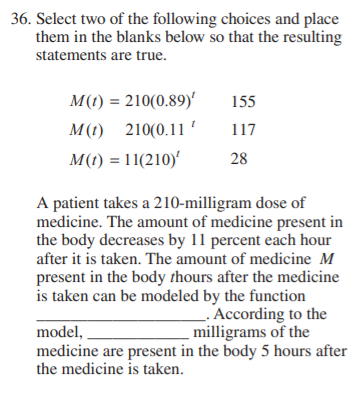 36. Select two of the following choices and place
them in the blanks below so that the resulting
statements are true.
M(t) = 210(0.89)ᵗ 155
M(t) 210(0.11 ᵗ 117
M(t) = 11(210)ᵗ 28
A patient takes a 210-milligram dose of
medicine. The amount of medicine present in
the body decreases by 11 percent each hour
after it is taken. The amount of medicine M
present in the body thours after the medicine
is taken can be modeled by the function
____________________. According to the
model, ____________ milligrams of the
medicine are present in the body 5 hours after
the medicine is taken.